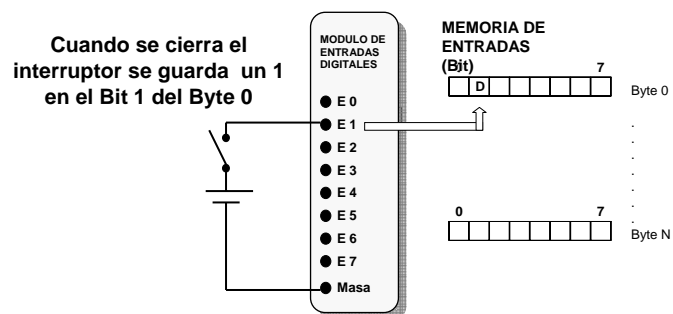 Cuando se cierra el
interruptor se guarda un 1
en el Bit 1 del Byte 0
MODULO DE
ENTRADAS
DIGITALES
E 0
E 1
E 2
E 3
E 4
E 5
E 6
E 7
Masa
MEMORIA DE
ENTRADAS
(Bit)
7
D
Byte 0
0
7
Byte N